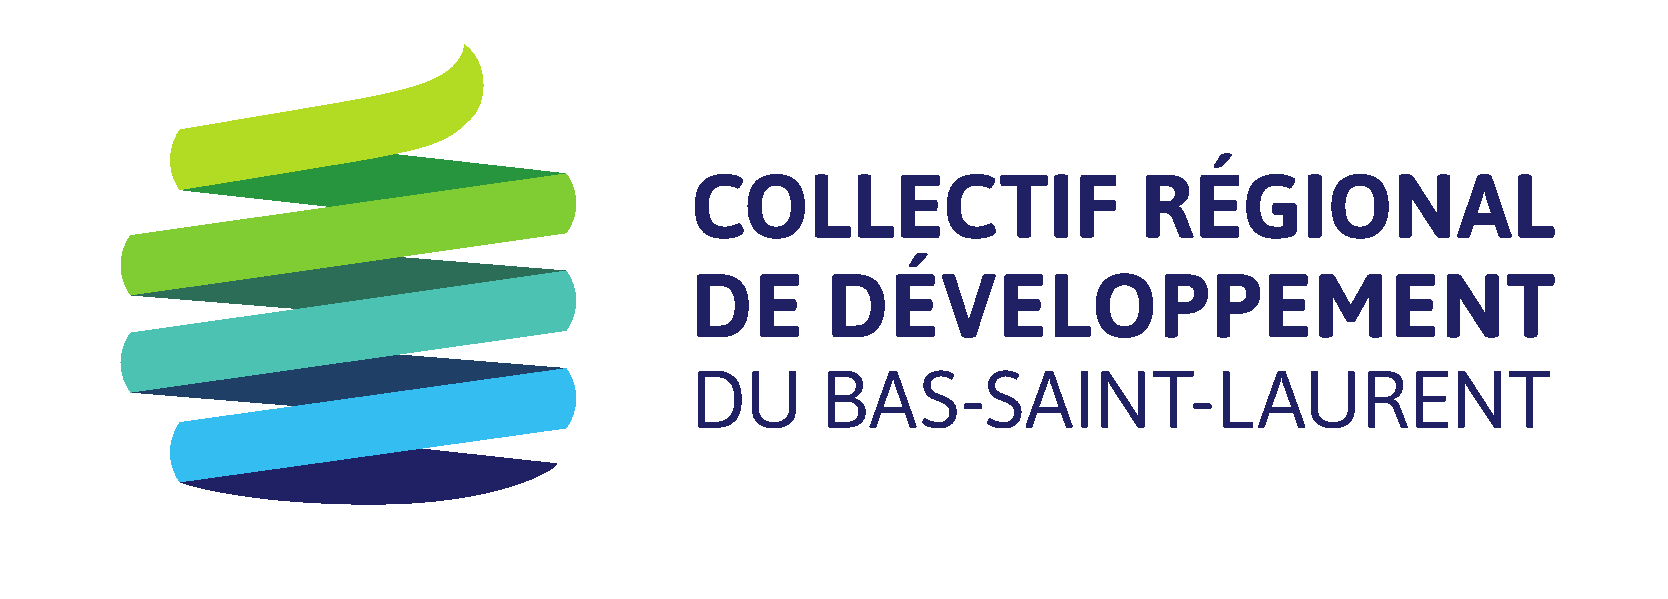 COLLECTIF RÉGIONAL
DE DÉVELOPPEMENT
DU BAS-SAINT-LAURENT